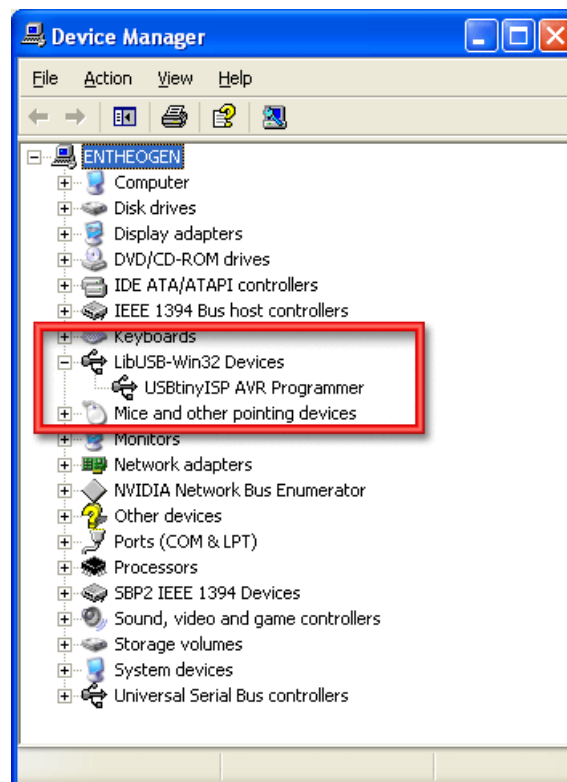 Device Manager
File Action View Help
ENTHEOGEN
Computer
Disk drives
Display adapters
DVD/CD-ROM drives
IDE ATA/ATAPI controllers
IEEE 1394 Bus host controllers
Keyboards
LibUSB-Win32 Devices
USBtinyISP AVR Programmer
Mice and other pointing devices
Monitors
Network adapters
NVIDIA Network Bus Enumerator
Other devices
Ports (COM & LPT)
Processors
SBP2 IEEE 1394 Devices
Sound, video and game controllers
Storage volumes
System devices
Universal Serial Bus controllers